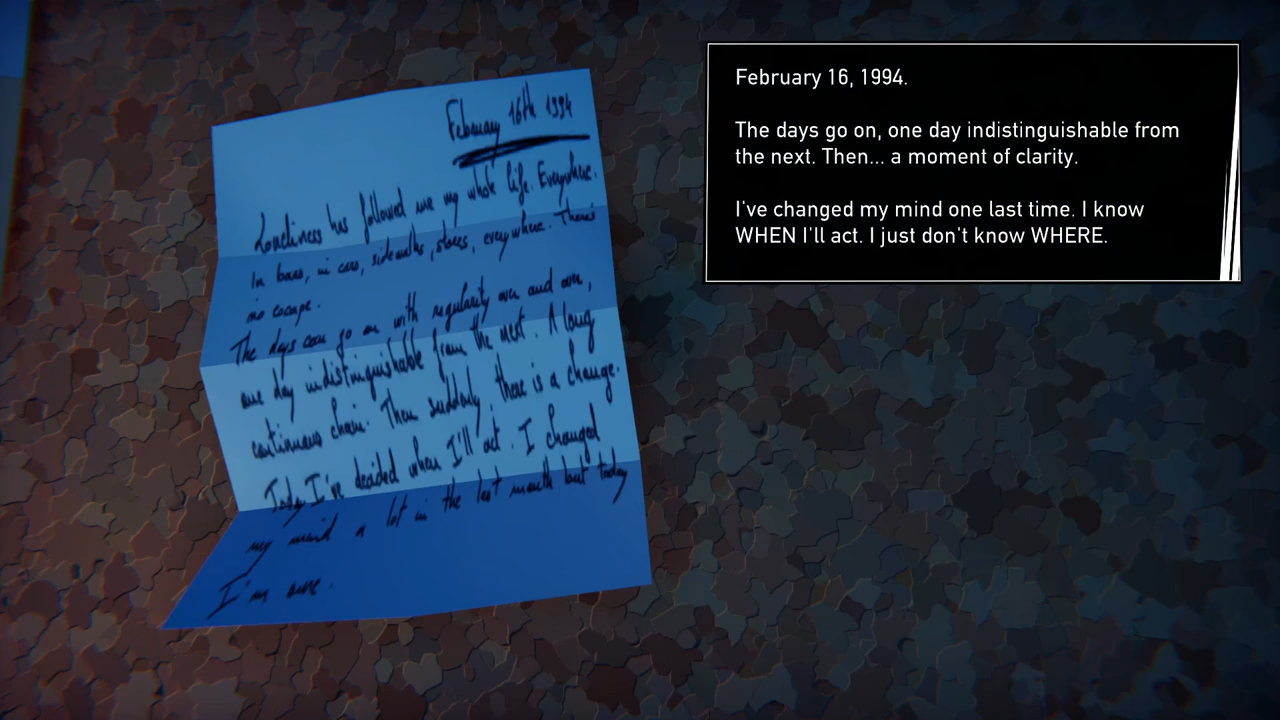 February 16th 1994
Loneliness has followed me my whole life. Everywhere.
In bars, in cars, sidewalks, stores, everywhere. There's
no escape.
The days can go on with regularity over and over,
one day indistinguishable from the next. A long
continuous chain. Then suddenly there is a change.
Today I've decided when I'll act. I changed
my mind a lot in the last month but today
I'm sure.
February 16, 1994.
The days go on, one day indistinguishable from
the next. Then... a moment of clarity.
I've changed my mind one last time. I know
WHEN I'll act. I just don't know WHERE.